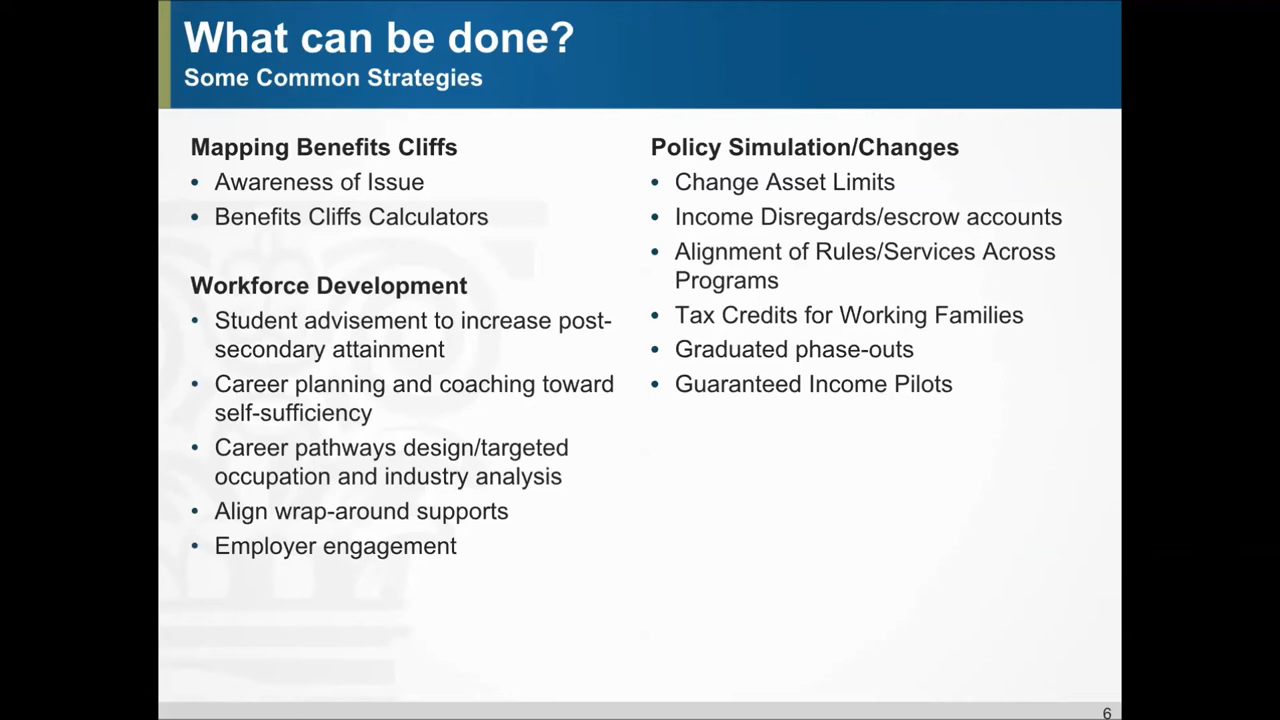 What can be done?
Some Common Strategies
Mapping Benefits Cliffs
• Awareness of Issue
• Benefits Cliffs Calculators
Workforce Development
• Student advisement to increase post-
secondary attainment
• Career planning and coaching toward
self-sufficiency
• Career pathways design/targeted
occupation and industry analysis
• Align wrap-around supports
• Employer engagement
Policy Simulation/Changes
• Change Asset Limits
• Income Disregards/escrow accounts
• Alignment of Rules/Services Across
Programs
• Tax Credits for Working Families
• Graduated phase-outs
• Guaranteed Income Pilots
6